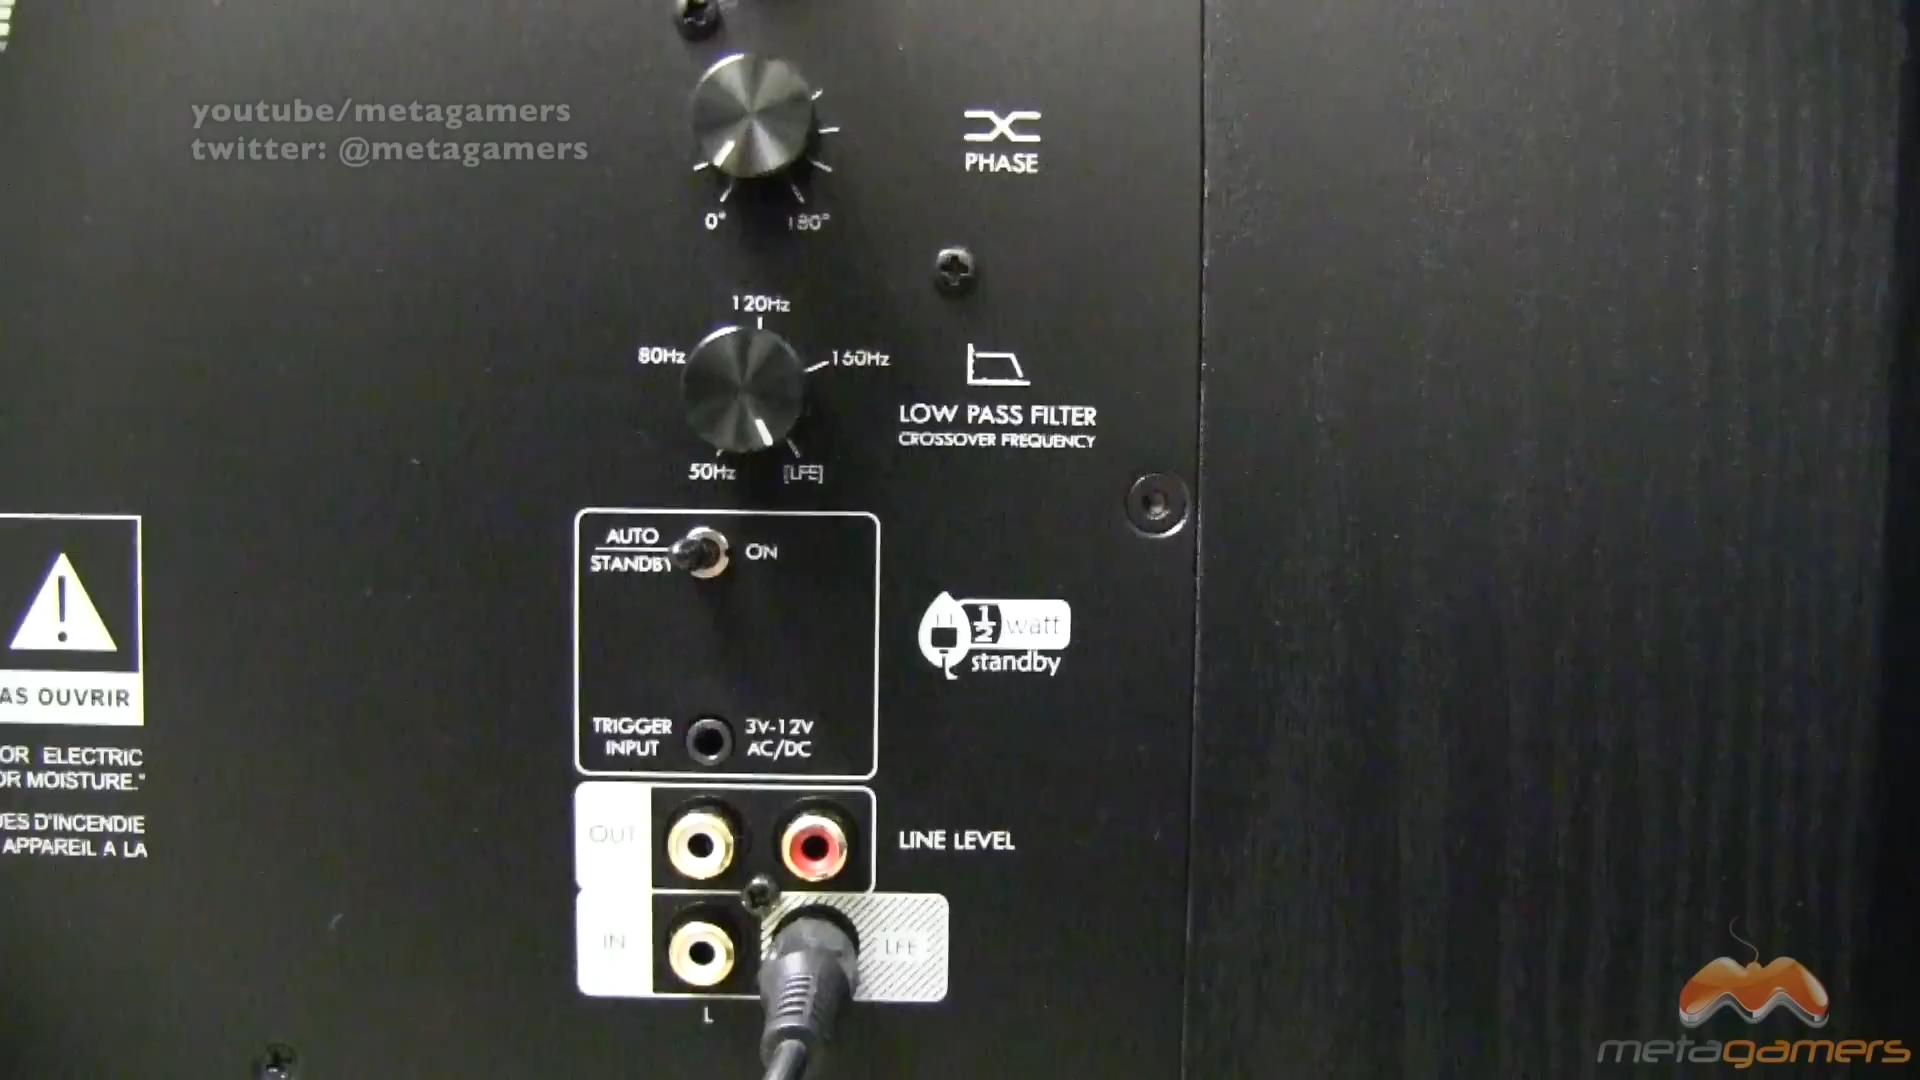 youtube/metagamers
twitter: @metagamers
PHASE
0° 180°
120Hz
80Hz 160Hz
50Hz [LFE]
LOW PASS FILTER
CROSSOVER FREQUENCY
AUTO
STANDBY
ON
1/2 watt
standby
AS OUVRIR
TRIGGER
INPUT
3V-12V
AC/DC
OR ELECTRIC
OR MOISTURE."
DES D'INCENDIE
APPAREIL A LA
OUT
LINE LEVEL
IN
LFE
L
metagamers